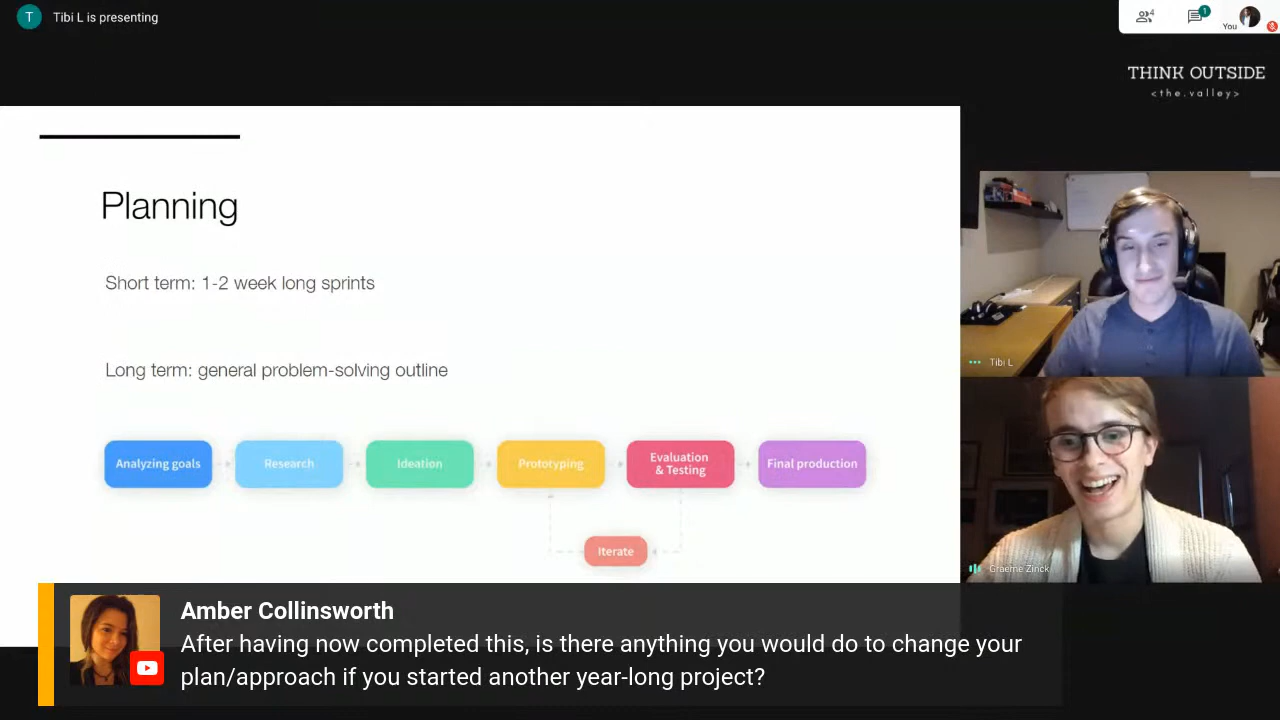 T
Tibi L is presenting
4
1
You
THINK OUTSIDE
<the.valley>
Planning
Short term: 1-2 week long sprints
Long term: general problem-solving outline
Analyzing goals
Research
Ideation
Prototyping
Evaluation
& Testing
Final production
Iterate
Tibi L
Graeme Zinck
Amber Collinsworth
After having now completed this, is there anything you would do to change your
plan/approach if you started another year-long project?